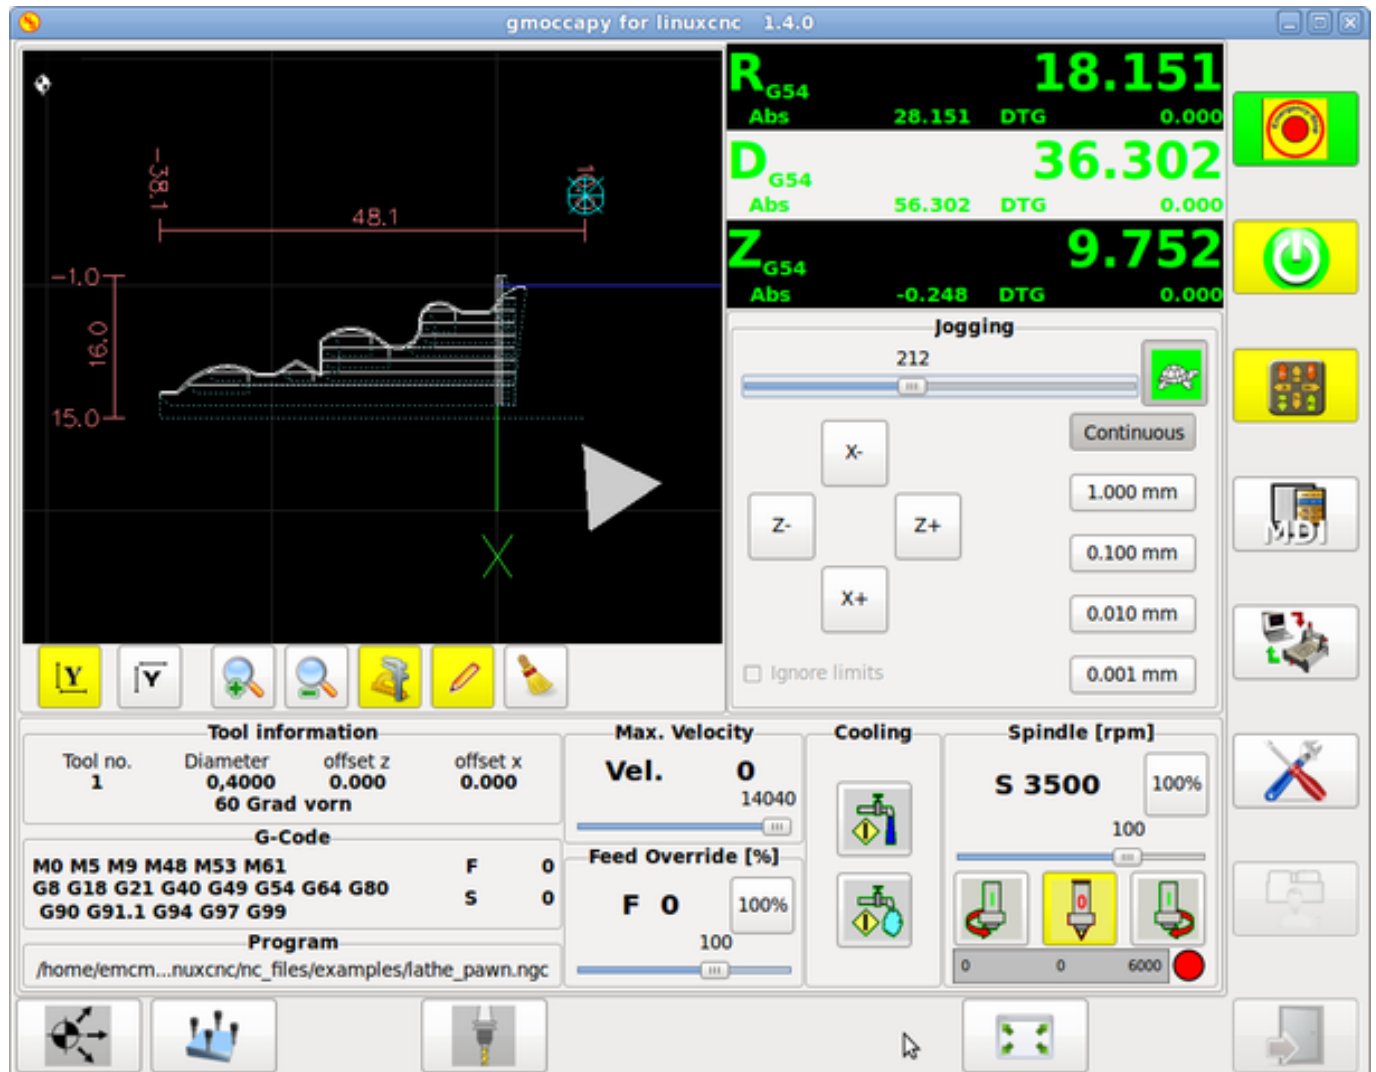 gmoccapy for linuxcnc 1.4.0
R G54 18.151
Abs 28.151 DTG 0.000
D G54 36.302
Abs 56.302 DTG 0.000
Z G54 9.752
Abs -0.248 DTG 0.000
-38.1
48.1
-1.0
16.0
15.0
X
Jogging
212
Continuous
X-
1.000 mm
Z- Z+
0.100 mm
X+
0.010 mm
Ignore limits
0.001 mm
Y Y
MDI
Tool information
Tool no. Diameter offset z offset x
1 0,4000 0.000 0.000
60 Grad vorn
G-Code
M0 M5 M9 M48 M53 M61 F 0
G8 G18 G21 G40 G49 G54 G64 G80 S 0
G90 G91.1 G94 G97 G99
Program
/home/emcm...nuxcnc/nc_files/examples/lathe_pawn.ngc
Max. Velocity
Vel. 0
14040
Feed Override [%]
F 0 100%
100
Cooling
Spindle [rpm]
S 3500 100%
100
0 0 6000